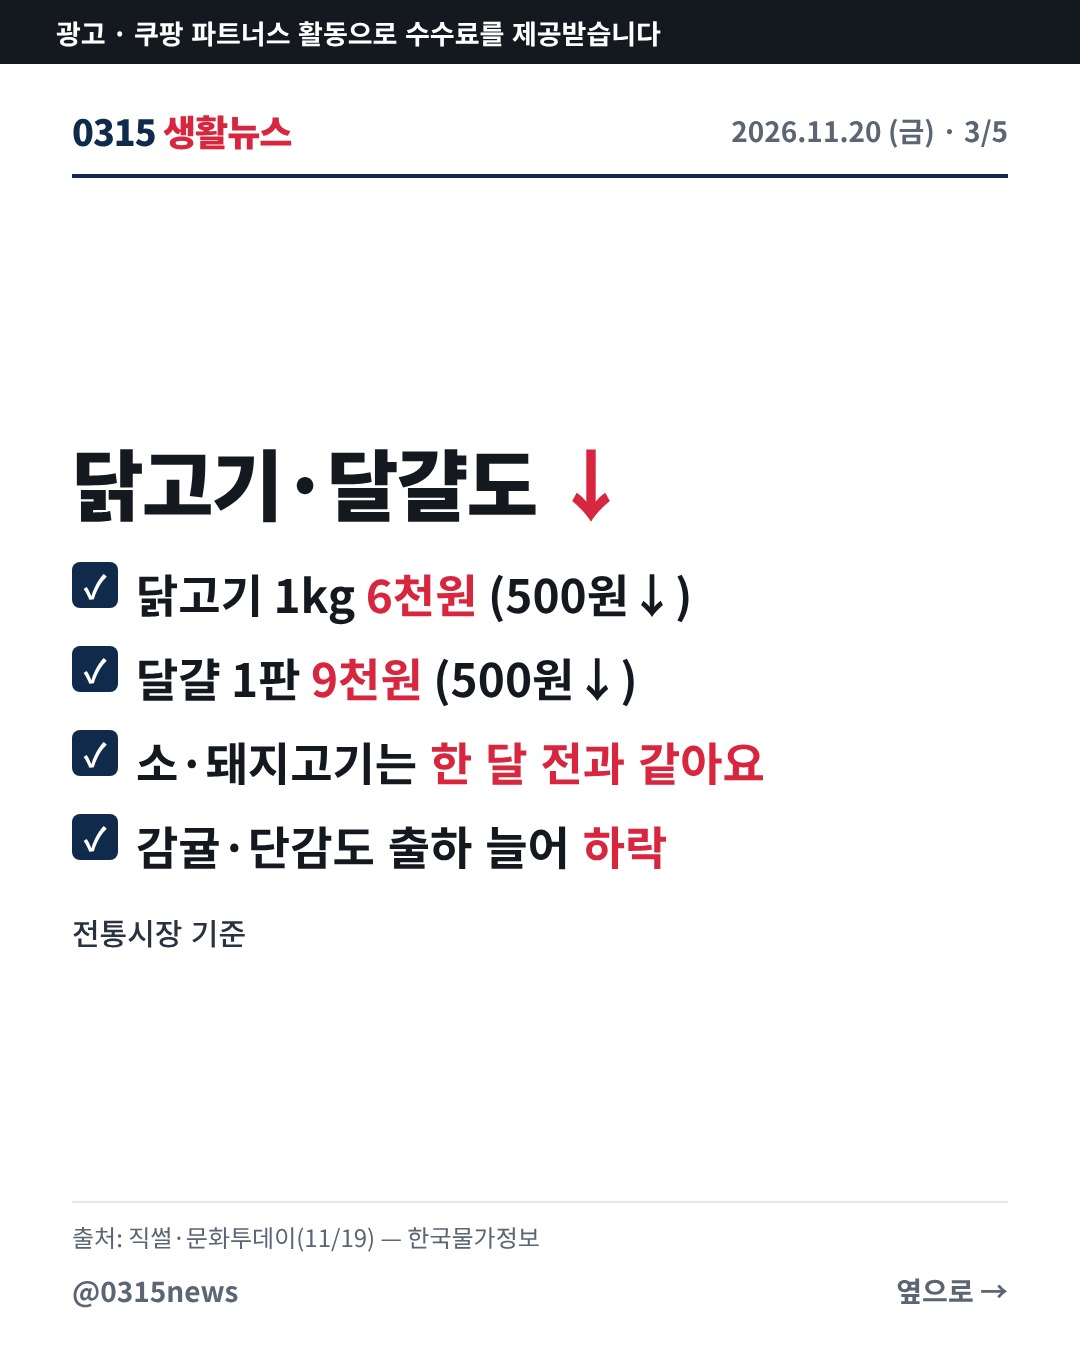 광고 · 쿠팡 파트너스 활동으로 수수료를 제공받습니다
0315 생활뉴스
2026.11.20 (금) · 3/5
닭고기·달걀도 ↓
✓ 닭고기 1kg 6천원 (500원↓)
✓ 달걀 1판 9천원 (500원↓)
✓ 소·돼지고기는 한 달 전과 같아요
✓ 감귤·단감도 출하 늘어 하락
전통시장 기준
출처: 직썰·문화투데이(11/19) — 한국물가정보
@0315news
옆으로 →